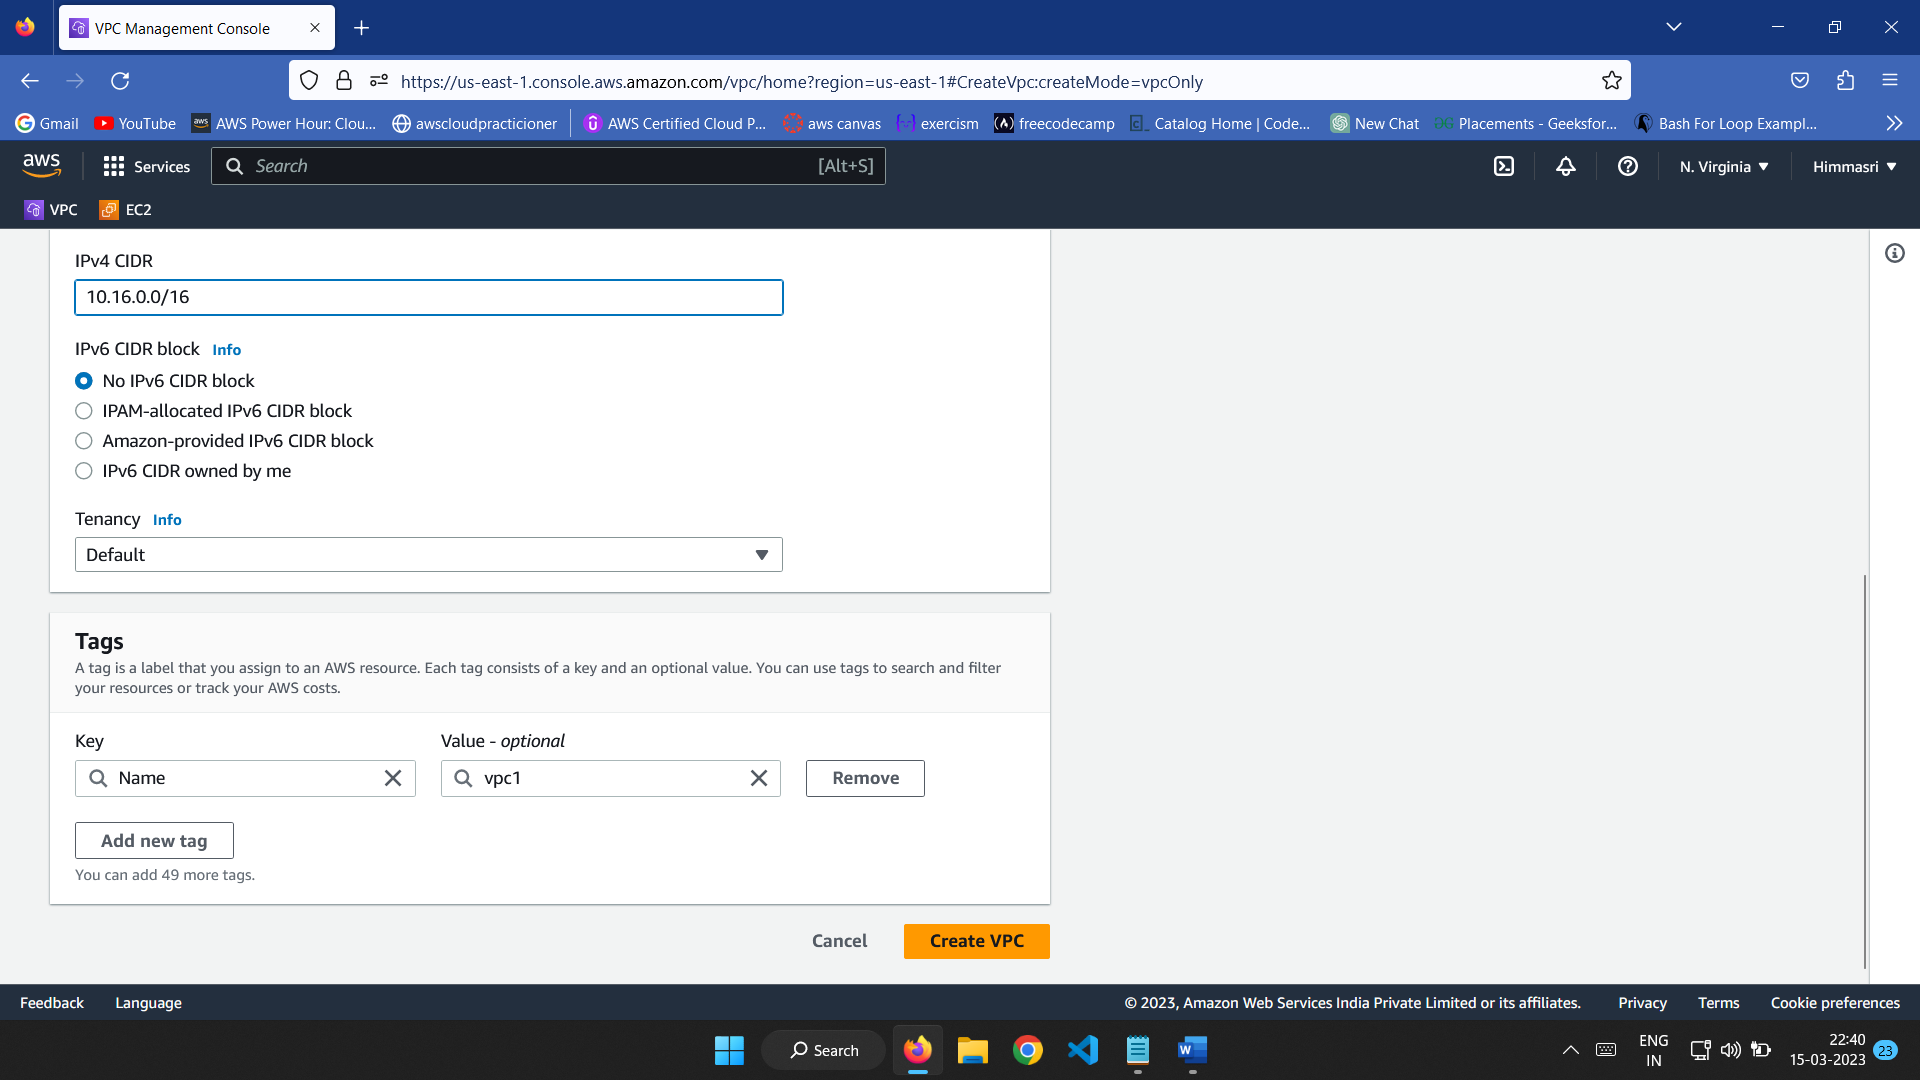 VPC Management Console
https://us-east-1.console.aws.amazon.com/vpc/home?region=us-east-1#CreateVpc:createMode=vpcOnly
Gmail YouTube AWS Power Hour: Clou... awscloudpracticioner AWS Certified Cloud P... aws canvas exercism freecodecamp Catalog Home | Code... New Chat Placements - Geeksfor... Bash For Loop Exampl...
aws Services Search [Alt+S] N. Virginia Himmasri
VPC EC2
IPv4 CIDR
10.16.0.0/16
IPv6 CIDR block Info
No IPv6 CIDR block
IPAM-allocated IPv6 CIDR block
Amazon-provided IPv6 CIDR block
IPv6 CIDR owned by me
Tenancy Info
Default
Tags
A tag is a label that you assign to an AWS resource. Each tag consists of a key and an optional value. You can use tags to search and filter
your resources or track your AWS costs.
Key Value - optional
Name vpc1 Remove
Add new tag
You can add 49 more tags.
Cancel Create VPC
Feedback Language © 2023, Amazon Web Services India Private Limited or its affiliates. Privacy Terms Cookie preferences
Search ENG 22:40
IN 15-03-2023 23